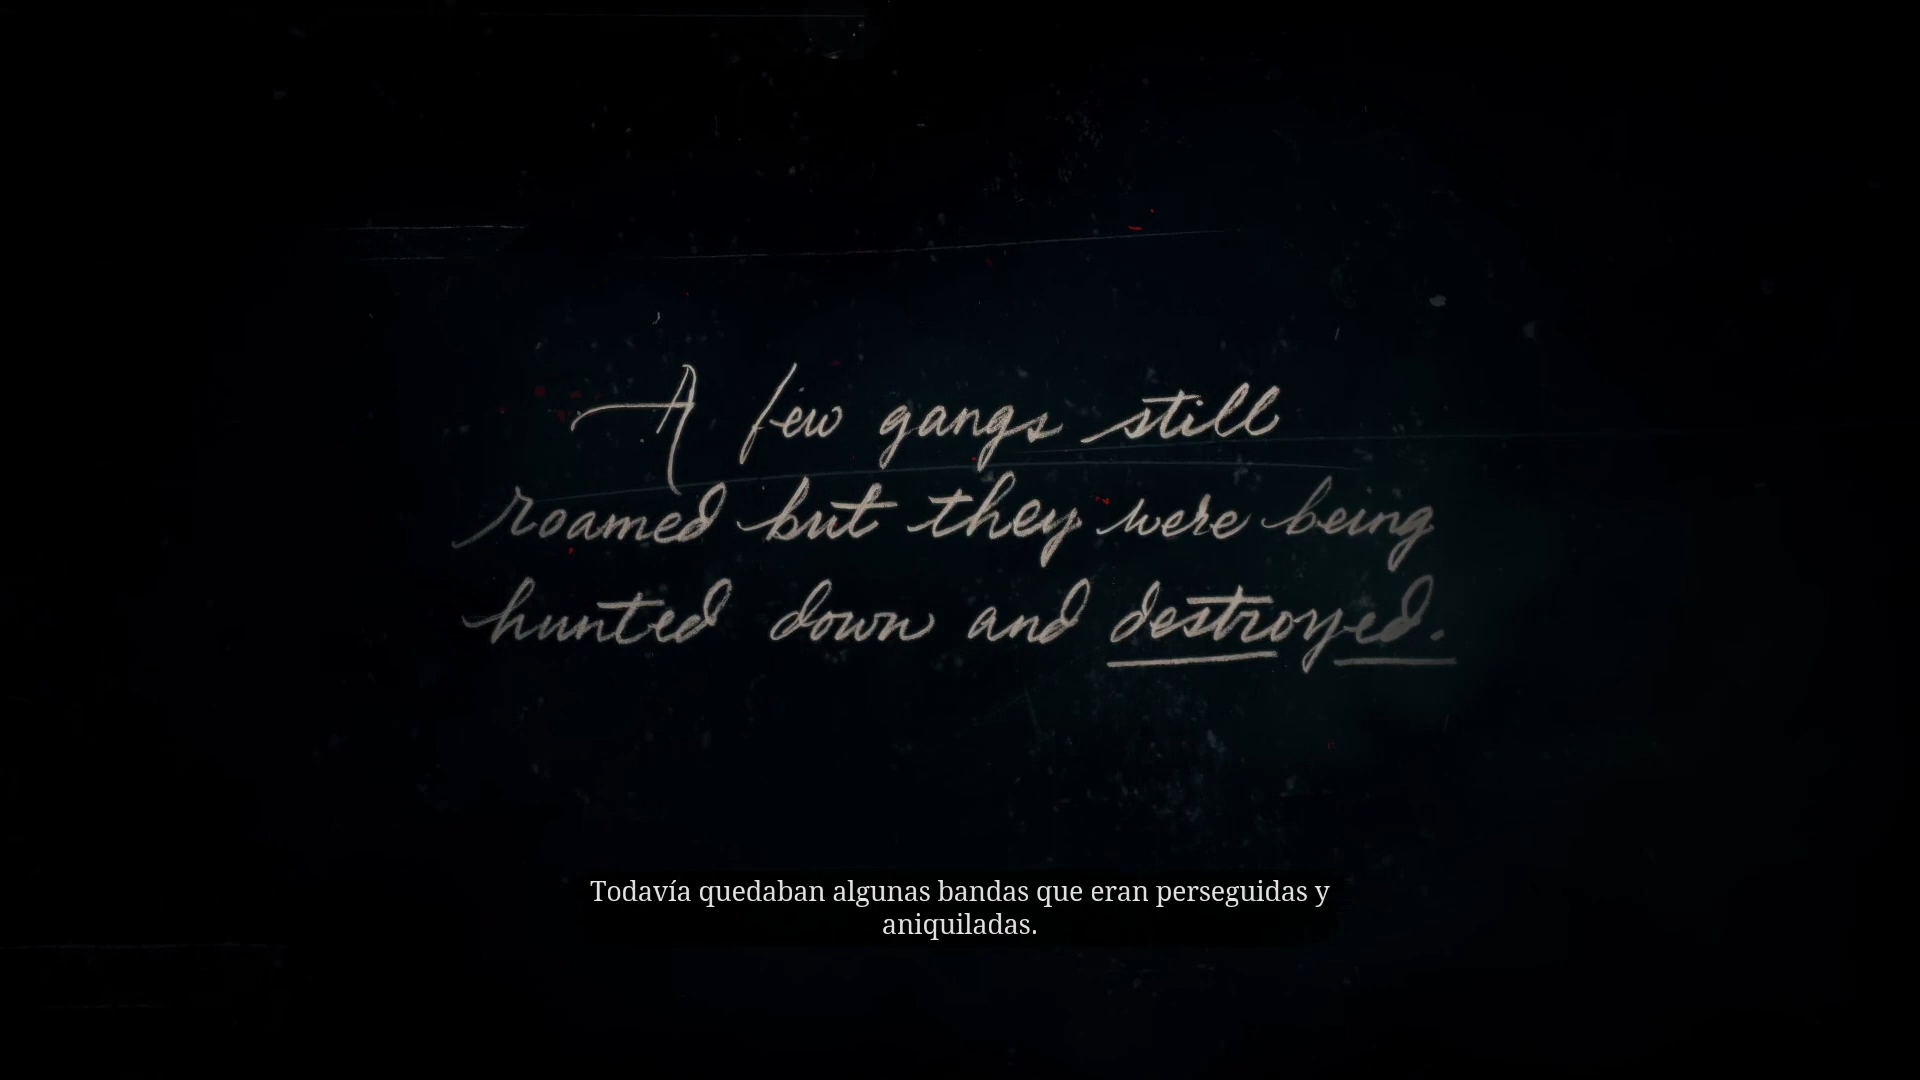 A few gangs still
roamed but they were being
hunted down and destroyed.
Todavía quedaban algunas bandas que eran perseguidas y
aniquiladas.